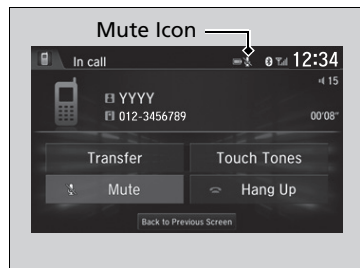 Mute Icon
In call 12:34
15
YYYY
012-3456789 00'08"
Transfer Touch Tones
Mute Hang Up
Back to Previous Screen